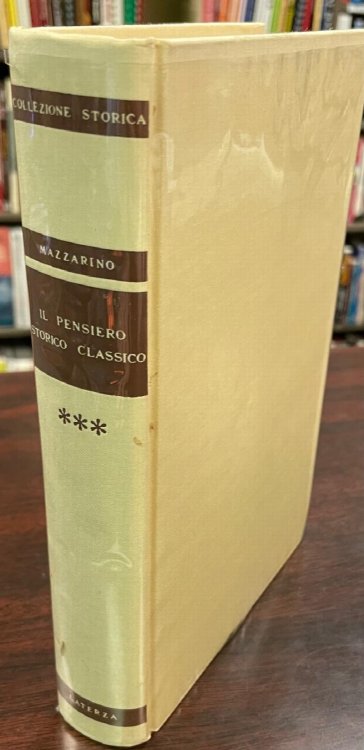 COLLEZIONE STORICA
MAZZARINO
IL PENSIERO
STORICO CLASSICO
***
LATERZA